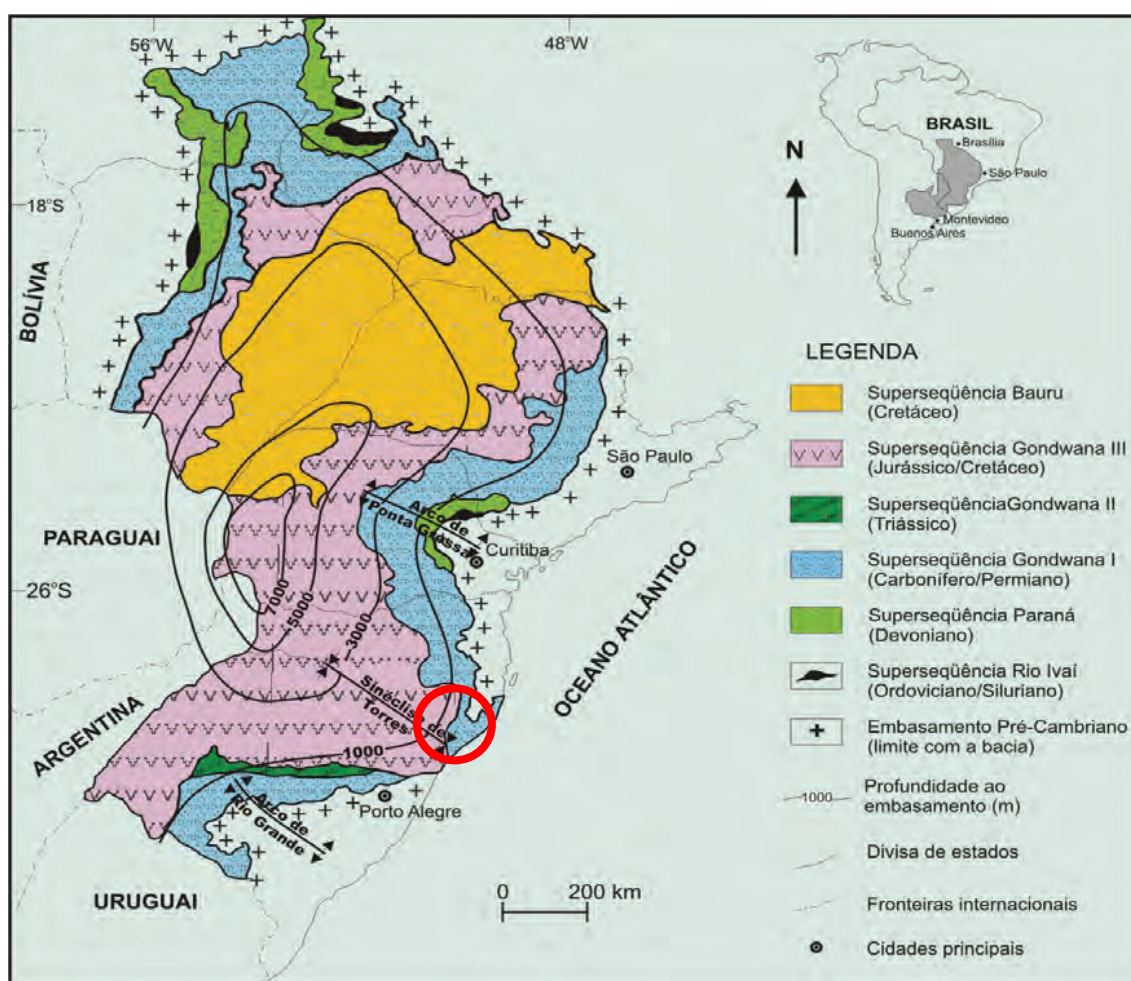 56°W
48°W
18°S
26°S
BOLÍVIA
PARAGUAI
ARGENTINA
URUGUAI
OCEANO ATLÂNTICO
São Paulo
Arco de
Ponta Grossa
Curitiba
7000
5000
3000
Sinéclise de
Torres
1000
Porto Alegre
Arco de
Rio Grande
0 200 km
N
BRASIL
Brasília
São Paulo
Montevideo
Buenos Aires
LEGENDA
Superseqüência Bauru
(Cretáceo)
Superseqüência Gondwana III
(Jurássico/Cretáceo)
SuperseqüênciaGondwana II
(Triássico)
Superseqüência Gondwana I
(Carbonífero/Permiano)
Superseqüência Paraná
(Devoniano)
Superseqüência Rio Ivaí
(Ordoviciano/Siluriano)
Embasamento Pré-Cambriano
(limite com a bacia)
1000
Profundidade ao
embasamento (m)
Divisa de estados
Fronteiras internacionais
Cidades principais